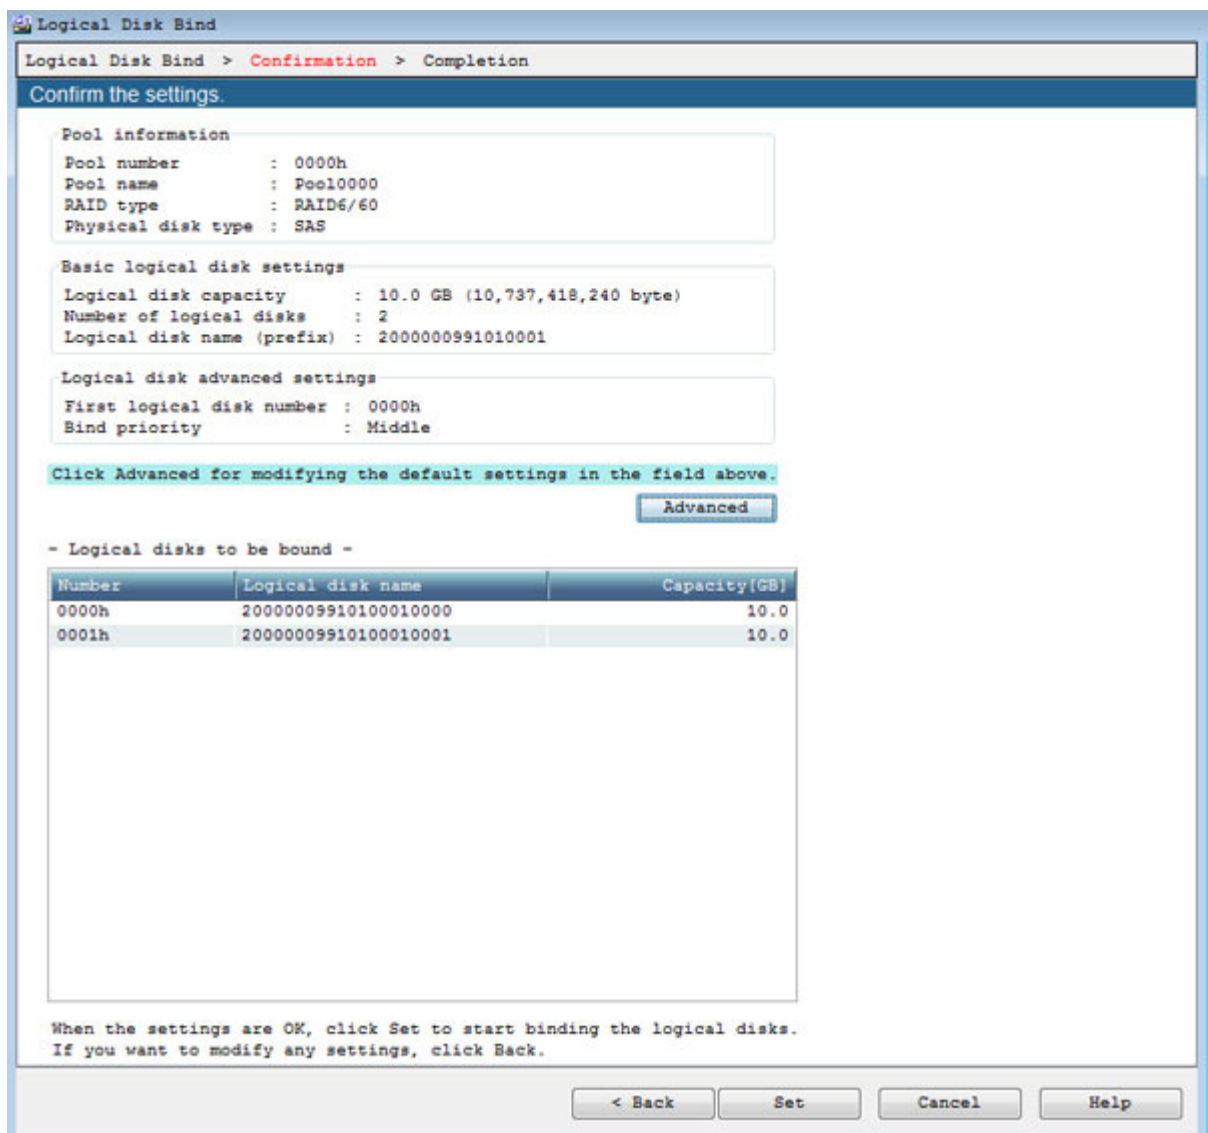 Logical Disk Bind
Logical Disk Bind > Confirmation > Completion
Confirm the settings.
Pool information
Pool number : 0000h
Pool name : Pool0000
RAID type : RAID6/60
Physical disk type : SAS
Basic logical disk settings
Logical disk capacity : 10.0 GB (10,737,418,240 byte)
Number of logical disks : 2
Logical disk name (prefix) : 2000000991010001
Logical disk advanced settings
First logical disk number : 0000h
Bind priority : Middle
Click Advanced for modifying the default settings in the field above.
Advanced
- Logical disks to be bound -
Number Logical disk name Capacity[GB]
0000h 20000009910100010000 10.0
0001h 20000009910100010001 10.0
When the settings are OK, click Set to start binding the logical disks.
If you want to modify any settings, click Back.
< Back Set Cancel Help